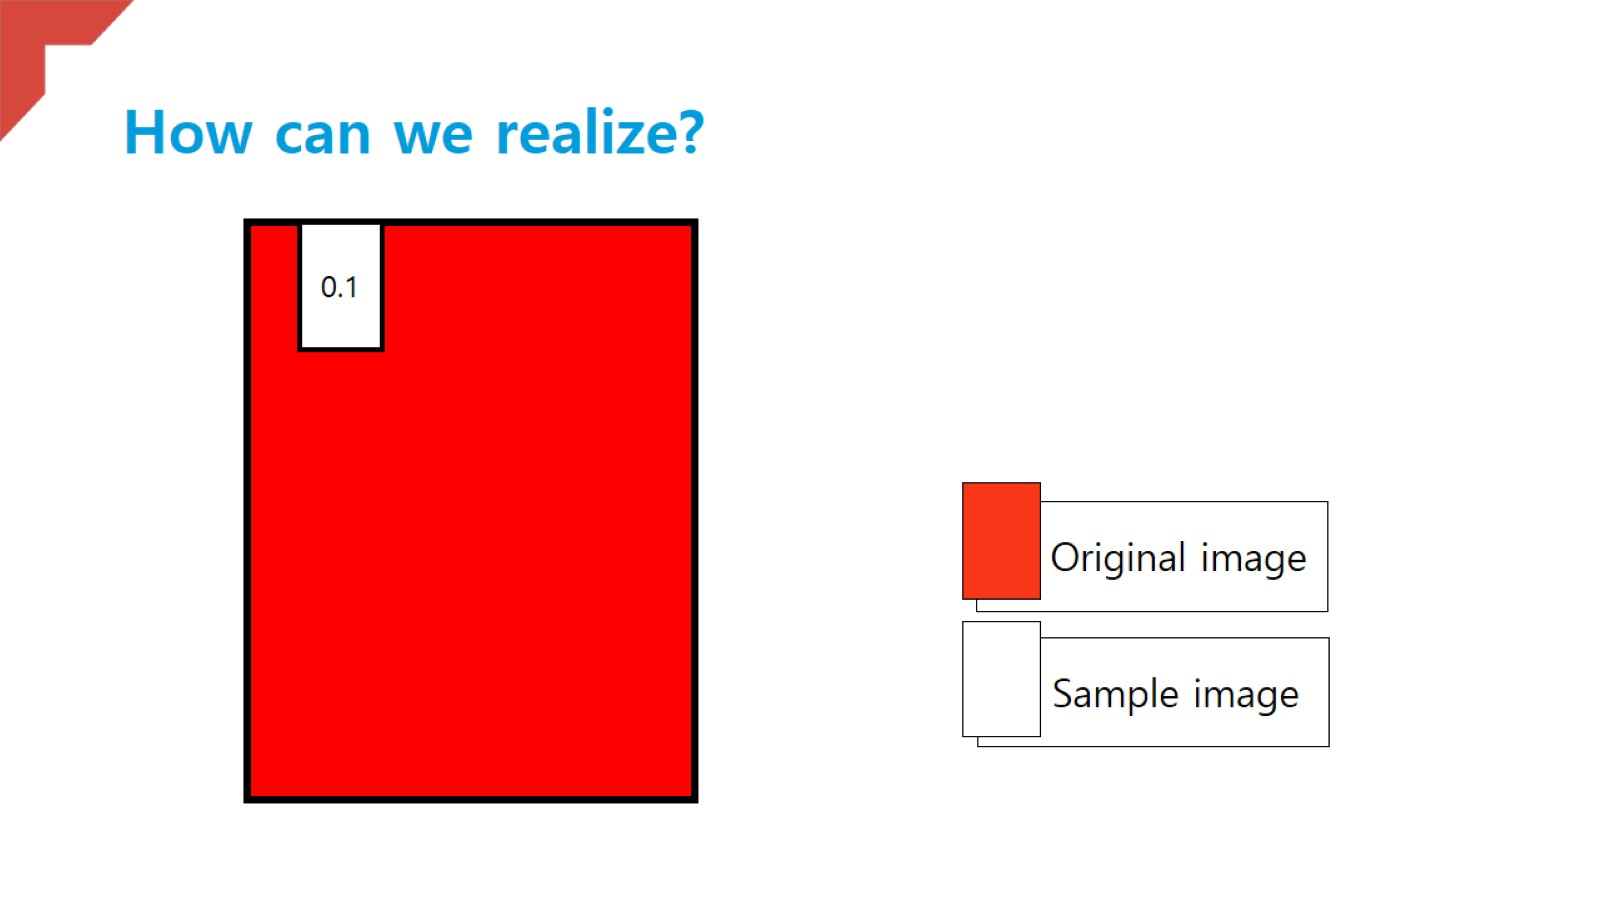 How can we realize?
0.1
Original image
Sample image